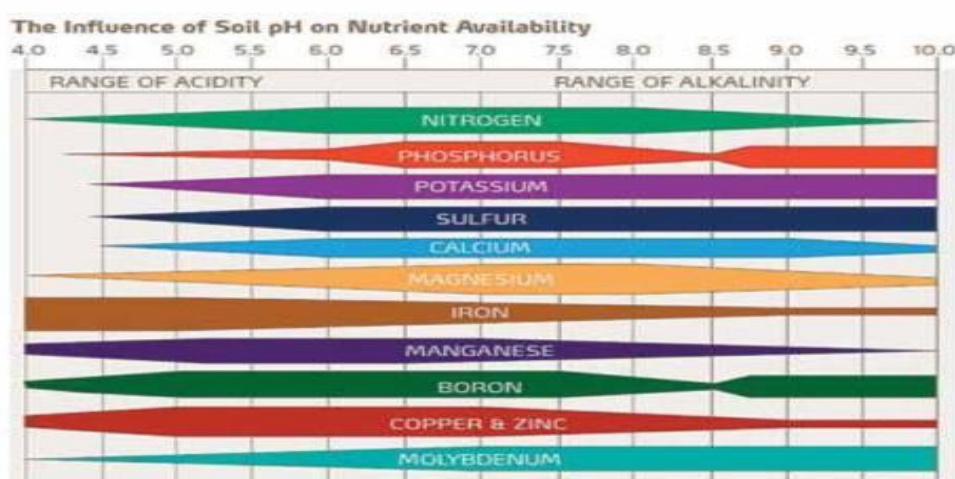 The Influence of Soil pH on Nutrient Availability
4.0 4.5 5.0 5.5 6.0 6.5 7.0 7.5 8.0 8.5 9.0 9.5 10.0
RANGE OF ACIDITY RANGE OF ALKALINITY
NITROGEN
PHOSPHORUS
POTASSIUM
SULFUR
CALCIUM
MAGNESIUM
IRON
MANGANESE
BORON
COPPER & ZINC
MOLYBDENUM